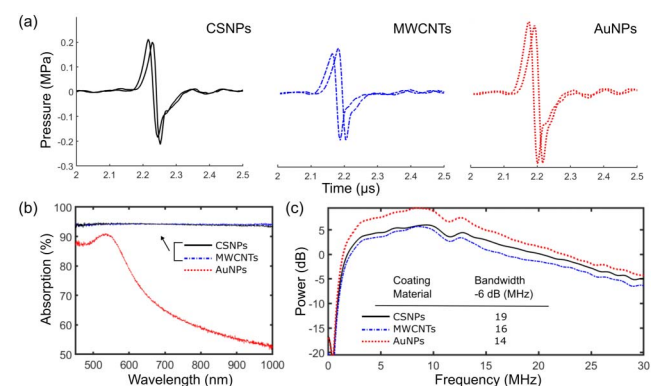 (a)
CSNPs
MWCNTs
AuNPs
Pressure (MPa)
0.2
0.1
0
-0.1
-0.2
-0.3
2 2.1 2.2 2.3 2.4 2.5
2 2.1 2.2 2.3 2.4 2.5
2 2.1 2.2 2.3 2.4 2.5
Time (µs)
(b)
Absorption (%)
100
90
80
70
60
50
CSNPs
MWCNTs
AuNPs
500 600 700 800 900 1000
Wavelength (nm)
(c)
Power (dB)
5
0
-5
-10
-15
-20
Coating Bandwidth
Material -6 dB (MHz)
CSNPs 19
MWCNTs 16
AuNPs 14
0 5 10 15 20 25 30
Frequency (MHz)